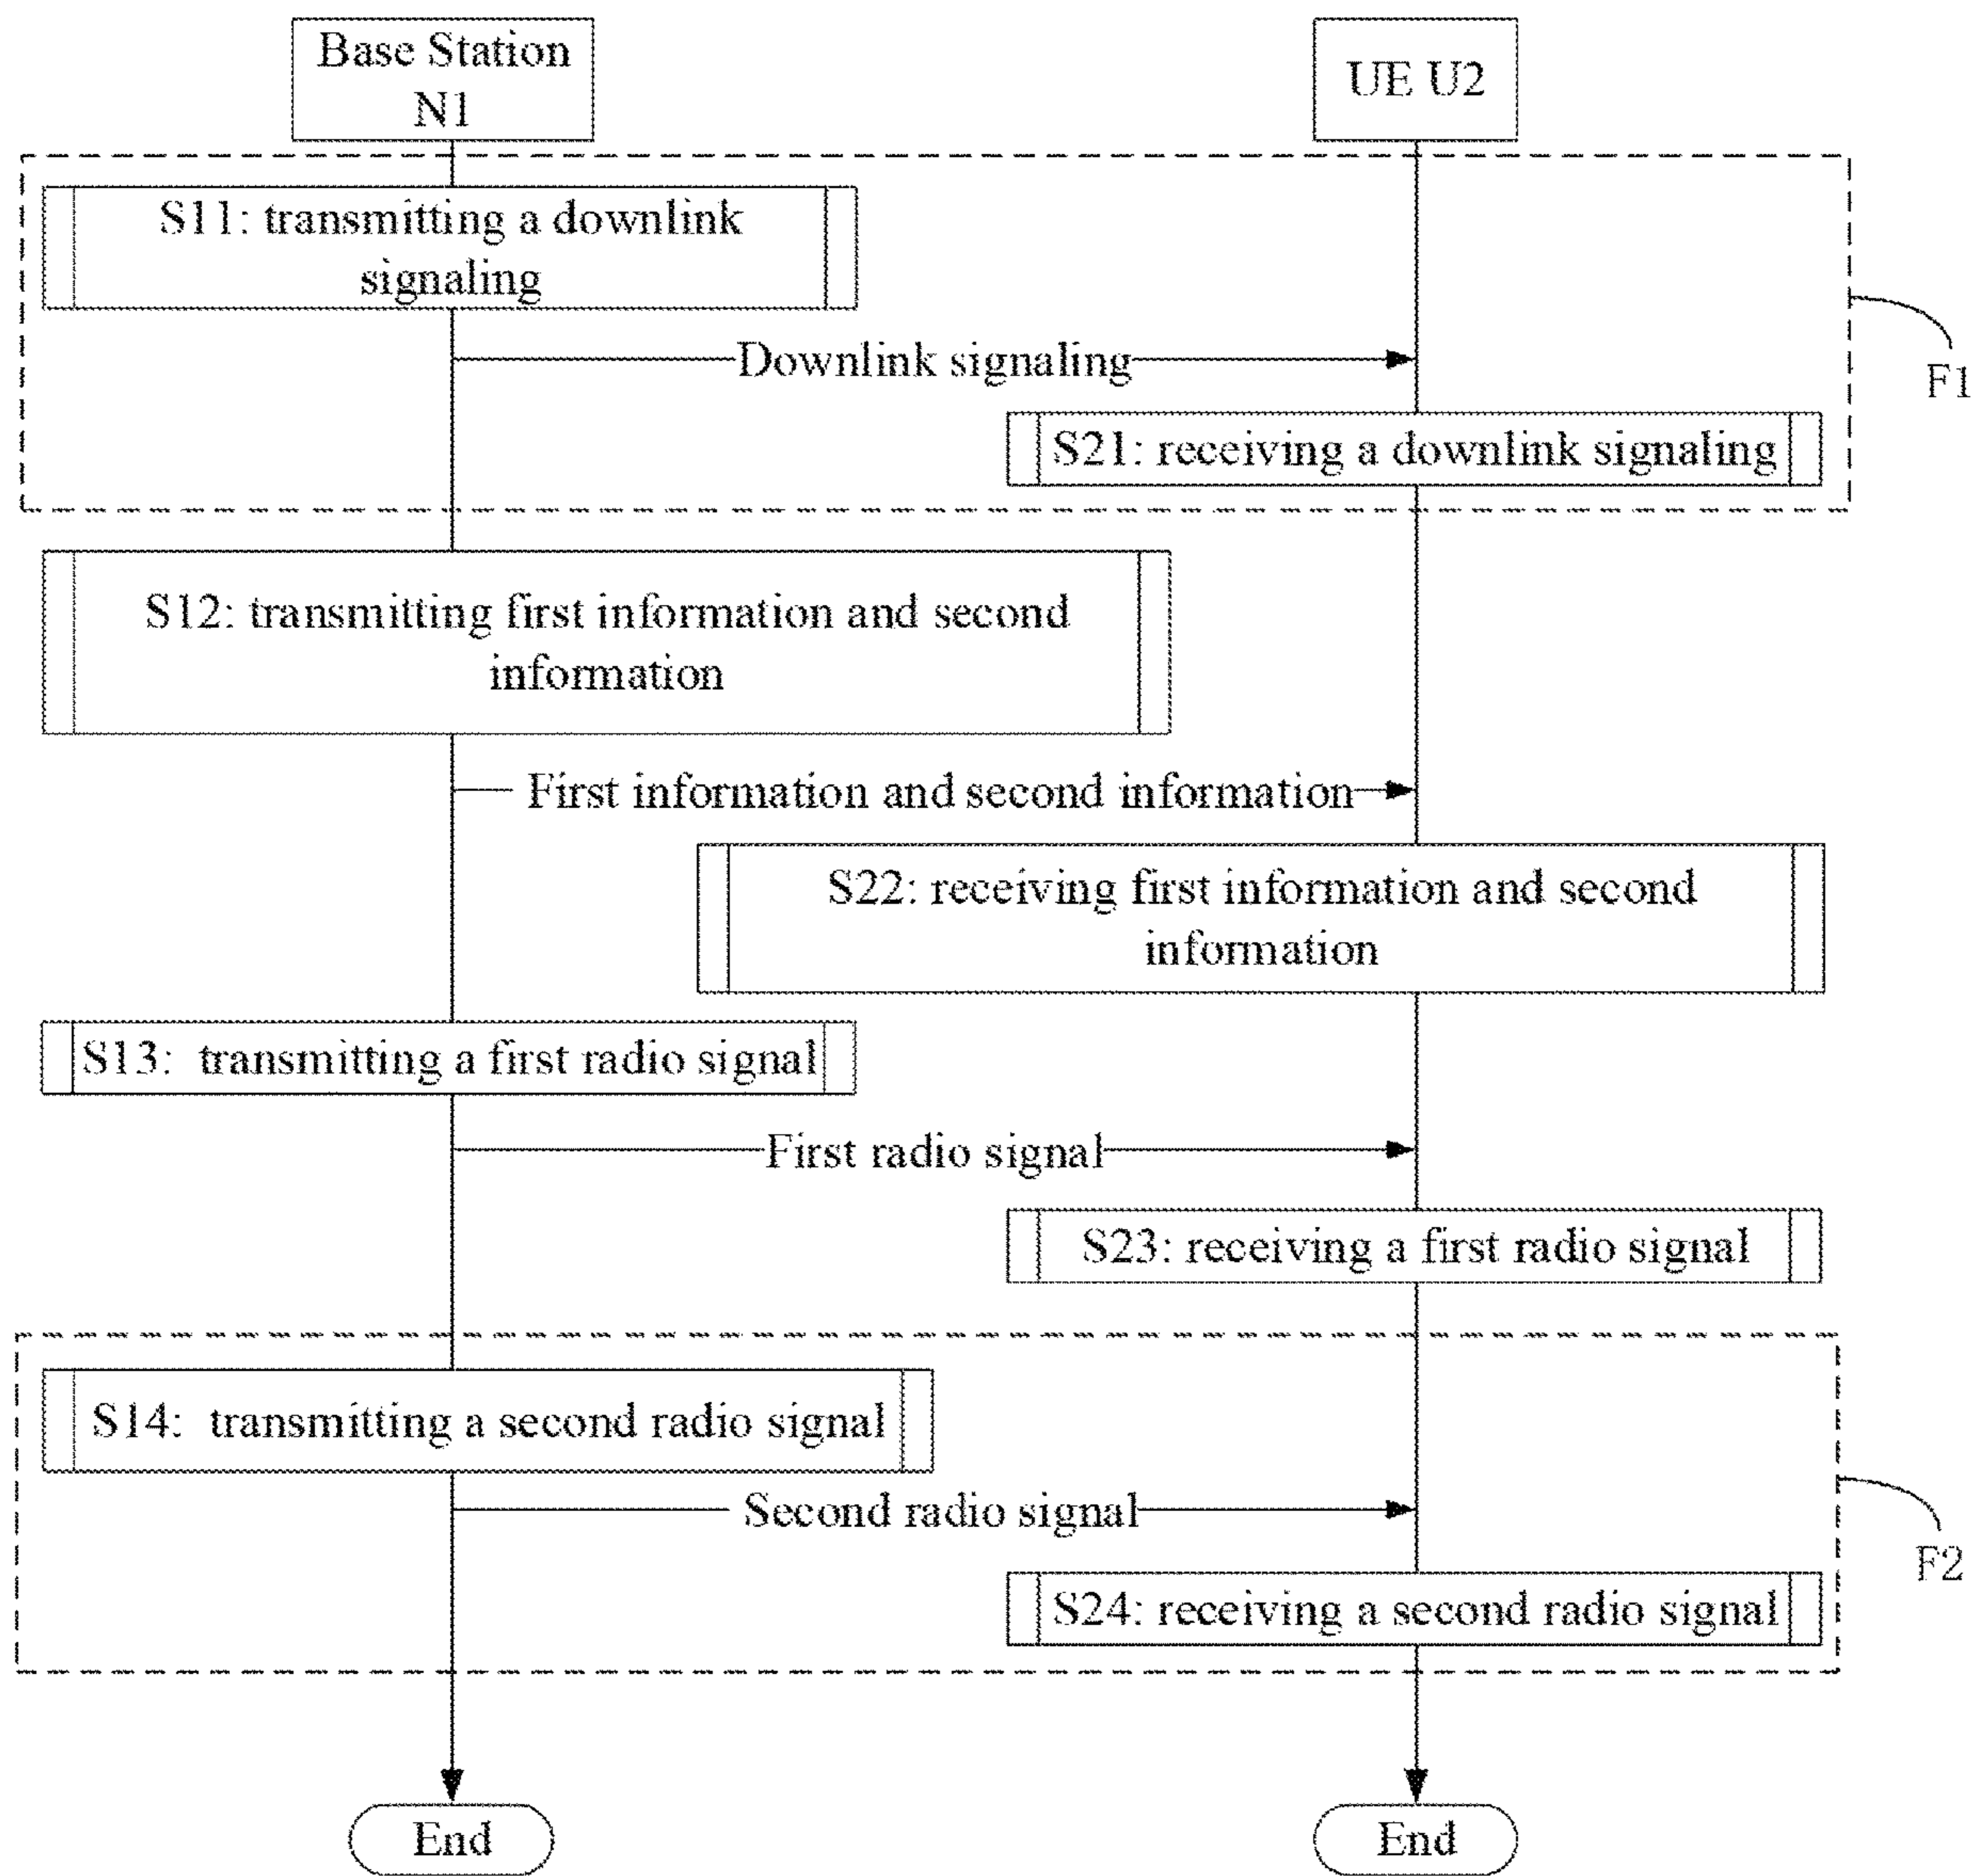 Base Station
N1
UE U2
S11: transmitting a downlink
signaling
Downlink signaling
F1
S21: receiving a downlink signaling
S12: transmitting first information and second
information
First information and second information
S22: receiving first information and second
information
S13: transmitting a first radio signal
First radio signal
S23: receiving a first radio signal
S14: transmitting a second radio signal
Second radio signal
F2
S24: receiving a second radio signal
End
End